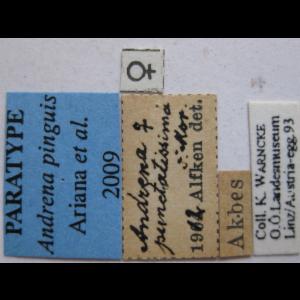 ♀
PARATYPE
Andrena pinguis
Ariana et al.
2009
Andrena ♀
punctatissima
Mor.
Alfken det.
Akbes
Coll. K. WARNCKE
O.Ö. Landesmuseum
Linz/Austria-egg. 93